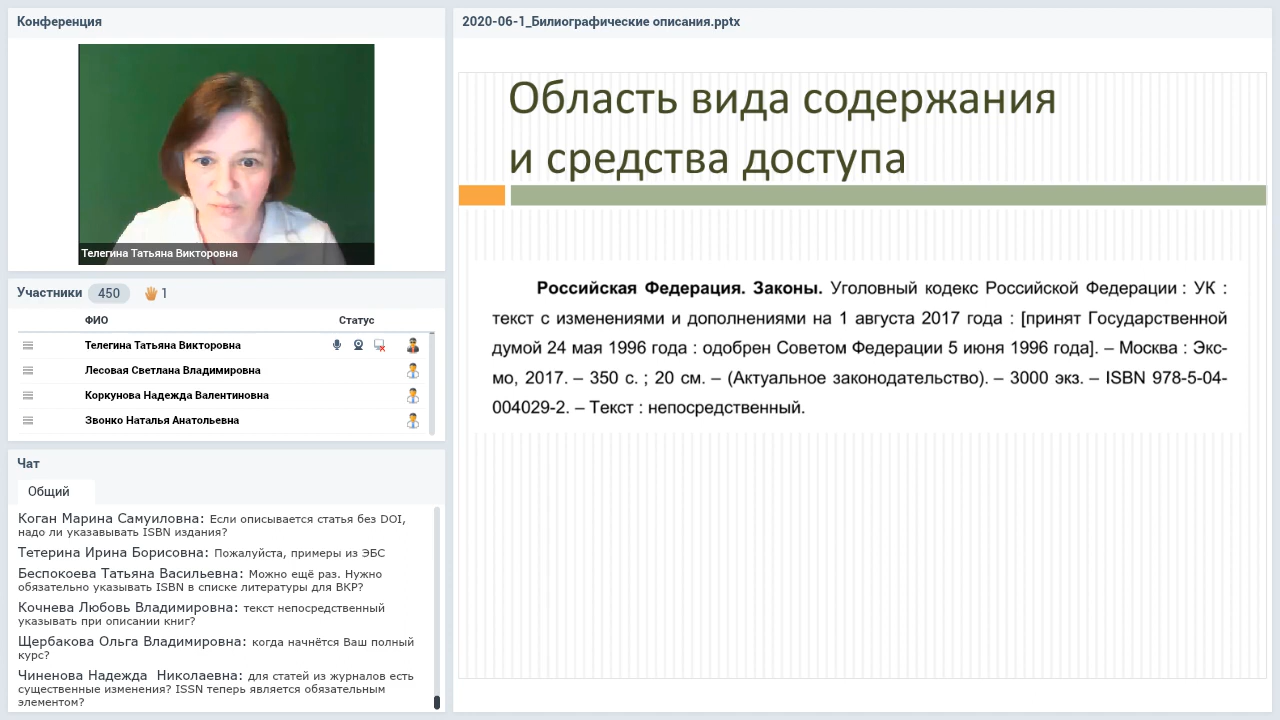 Конференция
Телегина Татьяна Викторовна
Участники 450 1
ФИО Статус
Телегина Татьяна Викторовна
Лесовая Светлана Владимировна
Коркунова Надежда Валентиновна
Звонко Наталья Анатольевна
Чат
Общий
Коган Марина Самуиловна: Если описывается статья без DOI,
надо ли указавывать ISBN издания?
Тетерина Ирина Борисовна: Пожалуйста, примеры из ЭБС
Беспокоева Татьяна Васильевна: Можно ещё раз. Нужно
обязательно указывать ISBN в списке литературы для ВКР?
Кочнева Любовь Владимировна: текст непосредственный
указывать при описании книг?
Щербакова Ольга Владимировна: когда начнётся Ваш полный
курс?
Чиненова Надежда  Николаевна: для статей из журналов есть
существенные изменения? ISSN теперь является обязательным
элементом?
2020-06-1_Билиографические описания.pptx
Область вида содержания
и средства доступа
Российская Федерация. Законы. Уголовный кодекс Российской Федерации : УК :
текст с изменениями и дополнениями на 1 августа 2017 года : [принят Государственной
думой 24 мая 1996 года : одобрен Советом Федерации 5 июня 1996 года]. – Москва : Экс-
мо, 2017. – 350 с. ; 20 см. – (Актуальное законодательство). – 3000 экз. – ISBN 978-5-04-
004029-2. – Текст : непосредственный.